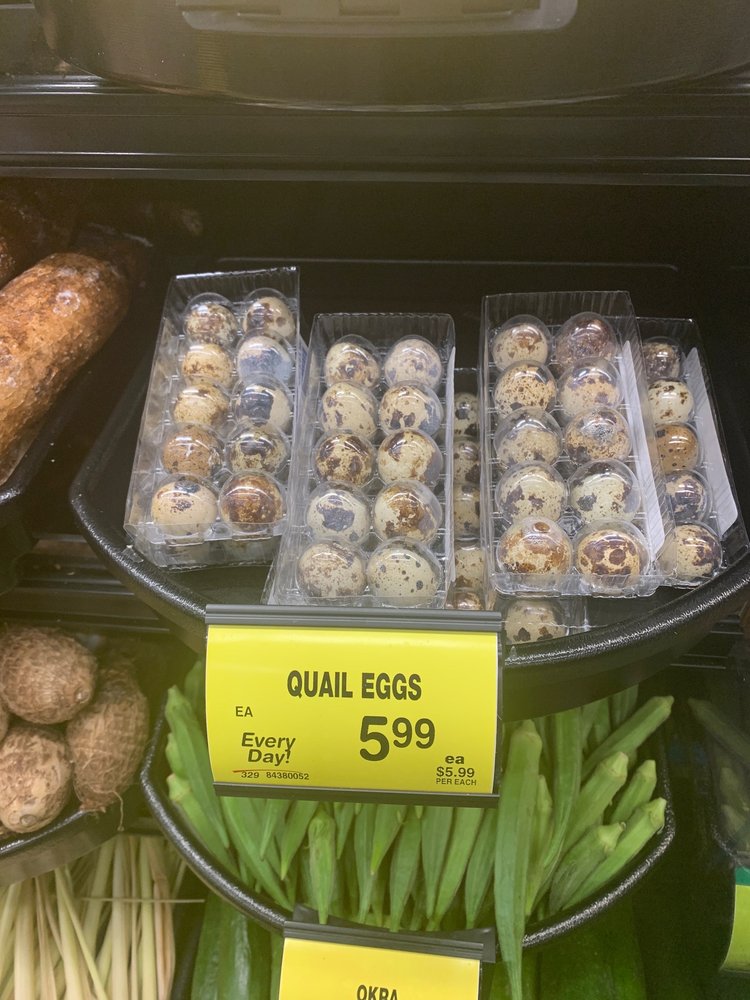 QUAIL EGGS
EA
Every
Day!
5.99
ea
$5.99
PER EACH
329 84380052
OKRA